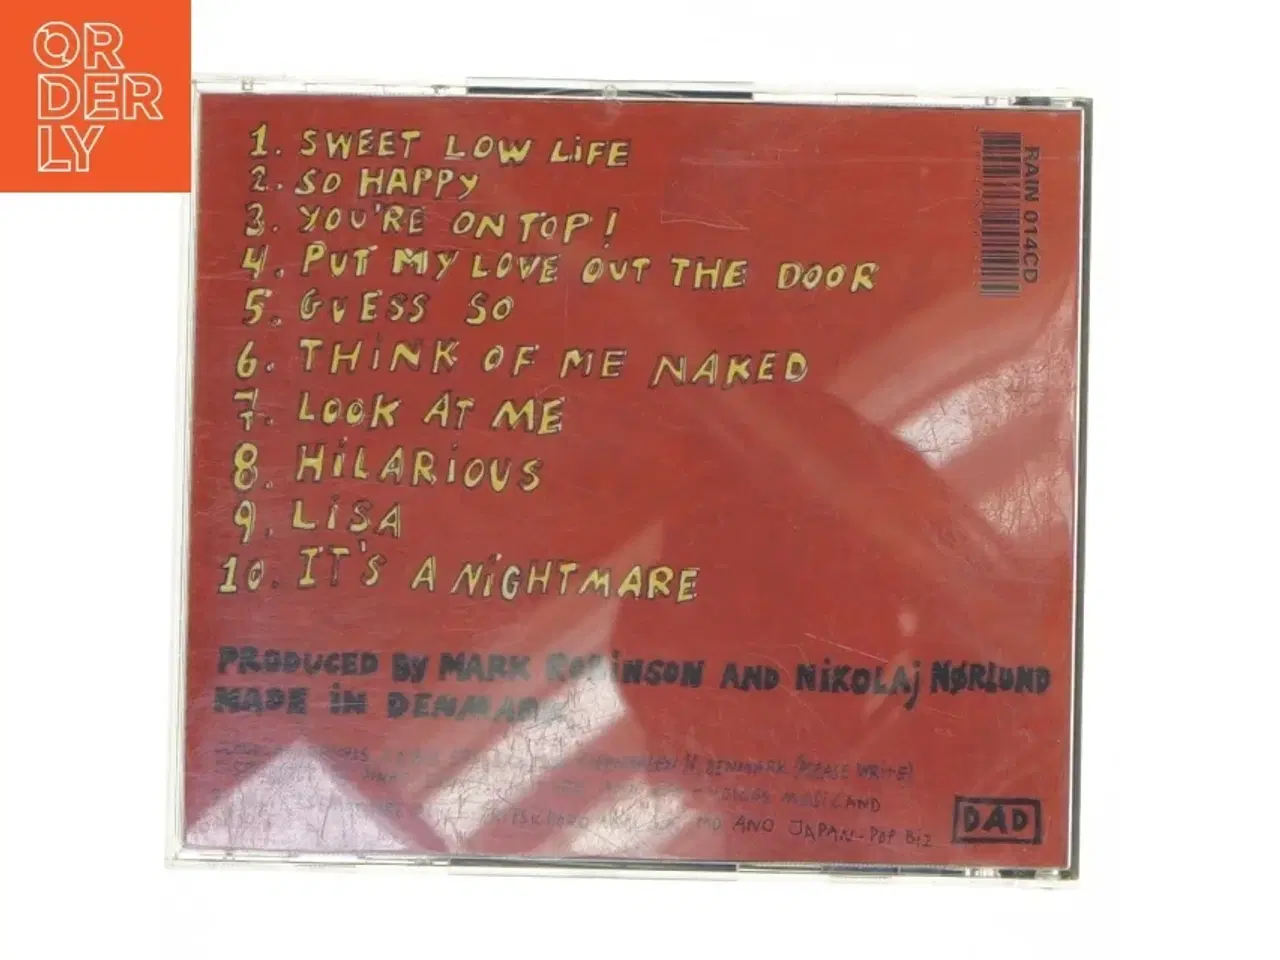 ORDERLY
1. SWEET LOW LiFE
2. SO HAPPY
3. YOU'RE ON TOP!
4. PUT MY LOVE OUT THE DOOR
5. GUESS SO
6. THiNK OF ME NAKED
7. LOOK AT ME
8. HiLARiOUS
9. LiSA
10. IT'S A NiGHTMARE
RAIN 014CD
PRODUCED BY MARK ROBiNSON AND NiKOLAj NØRLUND
MADE iN DENMARK
N, DENMARK (PLEASE WRITE)
MUSIC AND
AND JAPAN-POP BiZ
DAD